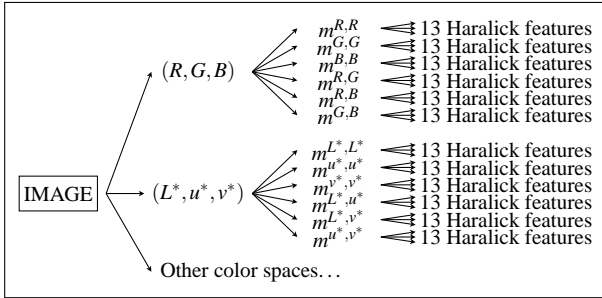 m^{R,R} 13 Haralick features
m^{G,G} 13 Haralick features
m^{B,B} 13 Haralick features
(R,G,B)
m^{R,G} 13 Haralick features
m^{R,B} 13 Haralick features
m^{G,B} 13 Haralick features
m^{L*,L*} 13 Haralick features
m^{u*,u*} 13 Haralick features
m^{v*,v*} 13 Haralick features
IMAGE (L*,u*,v*)
m^{L*,u*} 13 Haralick features
m^{L*,v*} 13 Haralick features
m^{u*,v*} 13 Haralick features
Other color spaces…